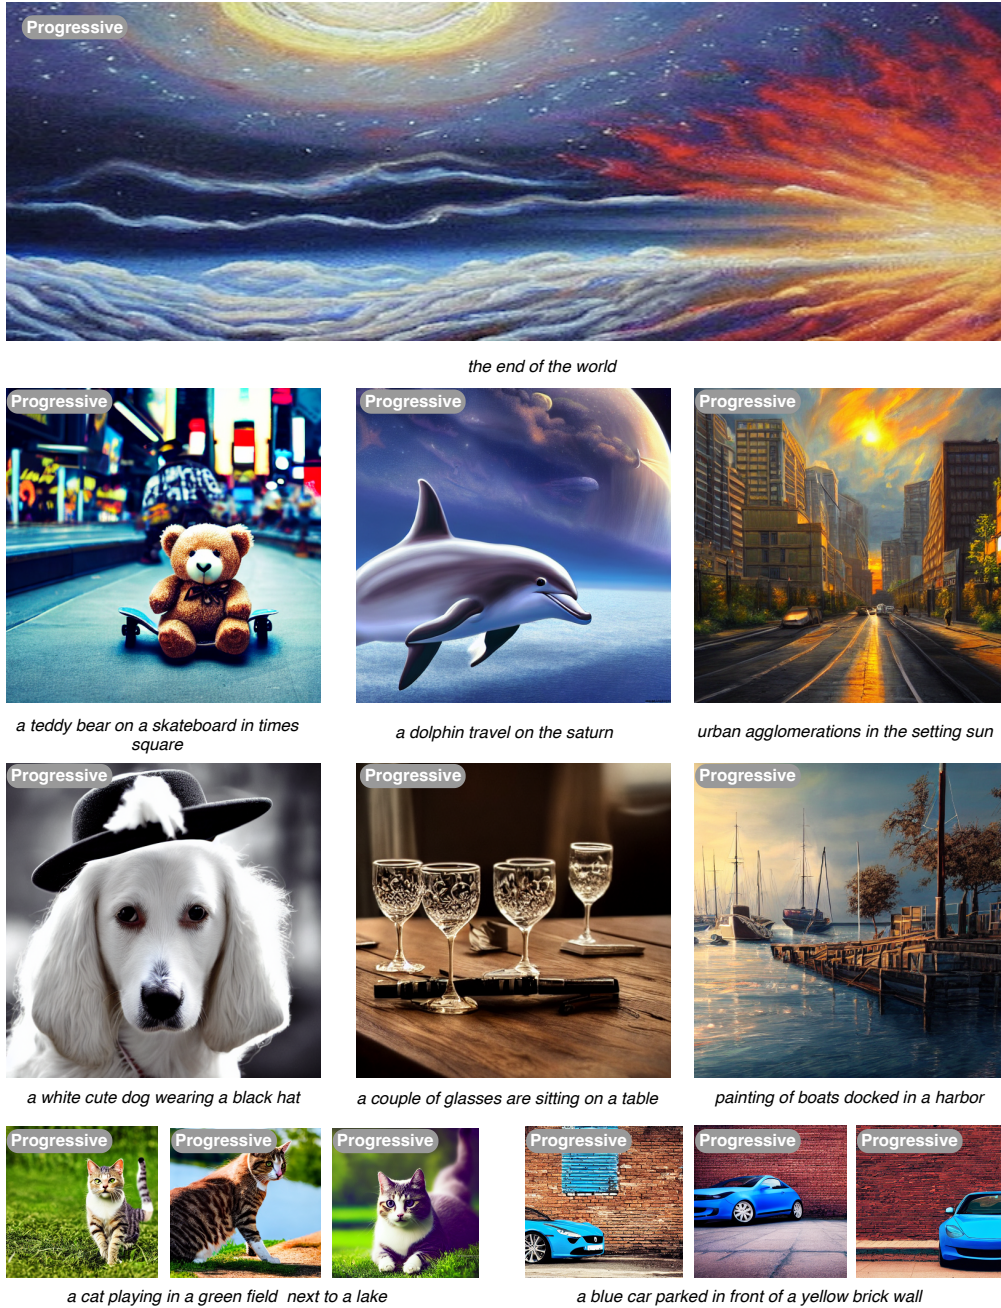 Progressive
the end of the world
Progressive
Progressive
Progressive
a teddy bear on a skateboard in times
square
a dolphin travel on the saturn
urban agglomerations in the setting sun
Progressive
Progressive
Progressive
a white cute dog wearing a black hat
a couple of glasses are sitting on a table
painting of boats docked in a harbor
Progressive
Progressive
Progressive
Progressive
Progressive
Progressive
a cat playing in a green field next to a lake
a blue car parked in front of a yellow brick wall